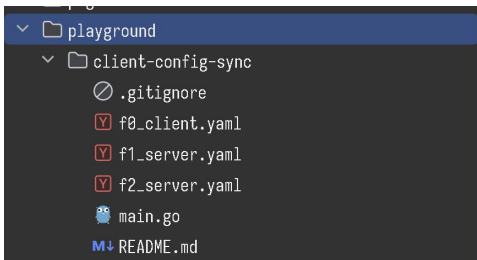 playground
client-config-sync
.gitignore
f0_client.yaml
f1_server.yaml
f2_server.yaml
main.go
README.md